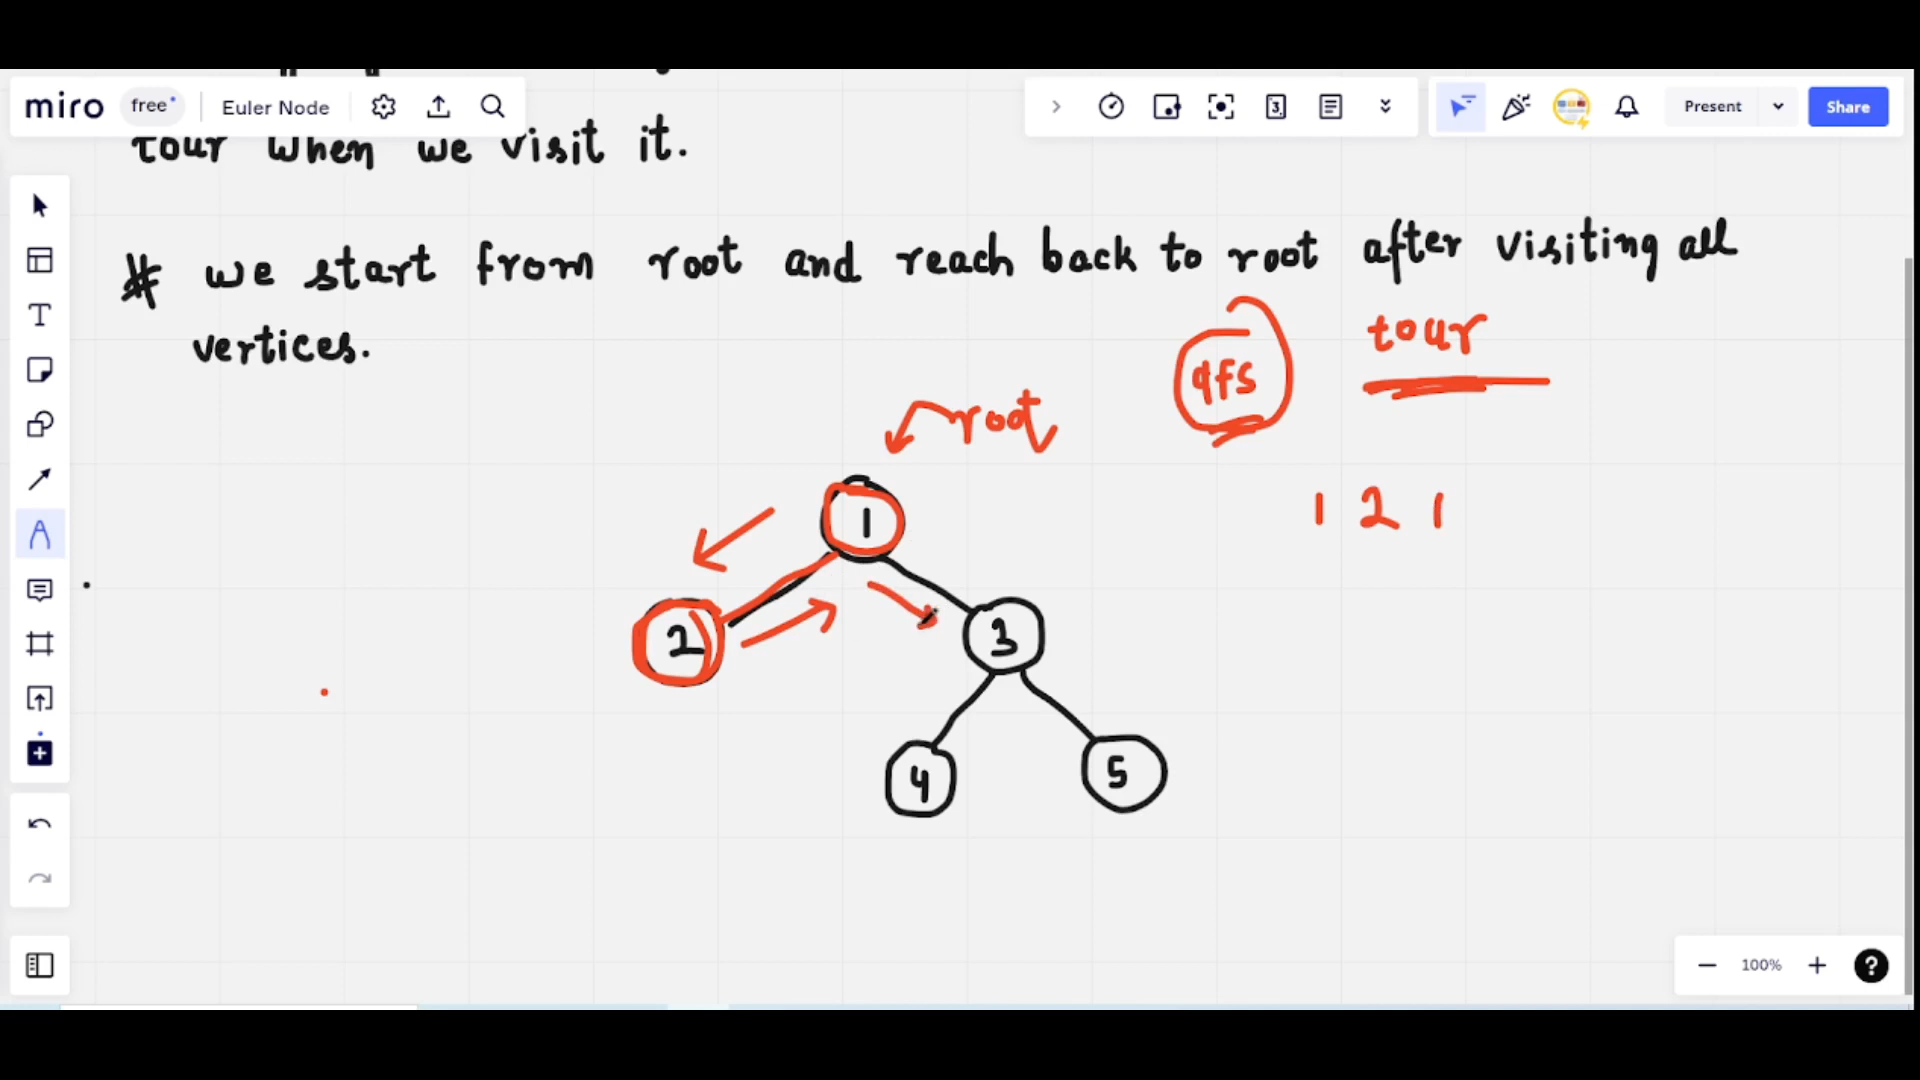 miro free Euler Node Present Share
tour when we visit it.
* we start from root and reach back to root after visiting all
vertices.
tour
dfs
root
1
1 2 1
2
3
4
5
100%